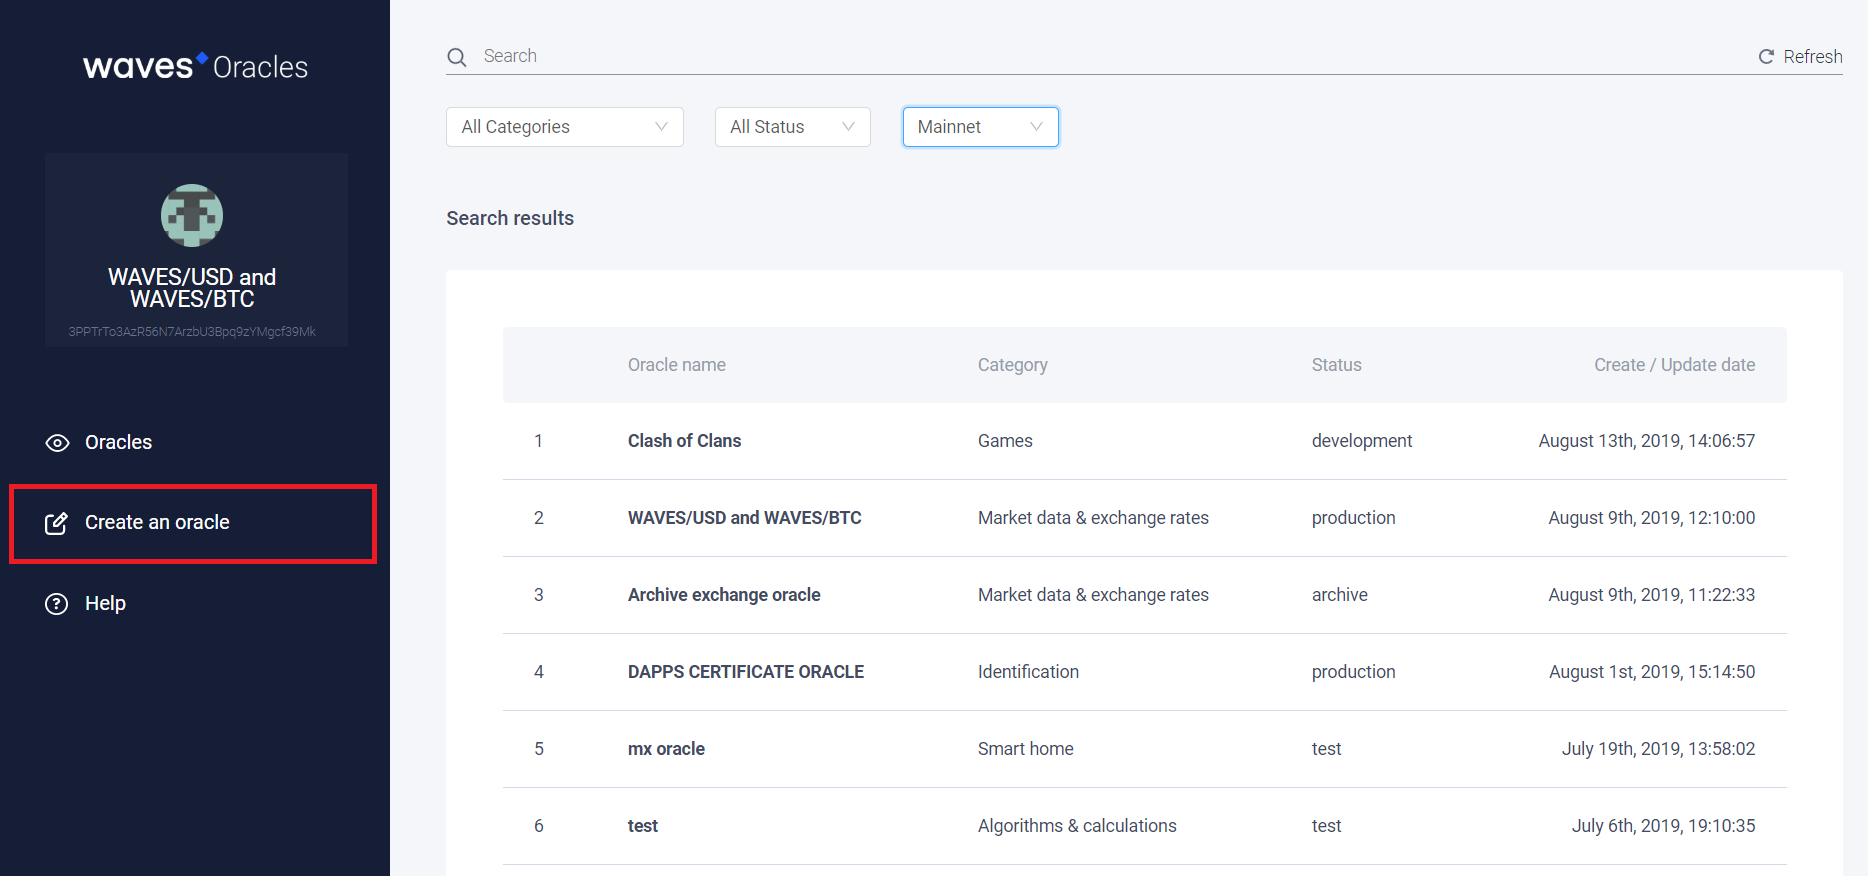 waves Oracles
WAVES/USD and
WAVES/BTC
3PPTrTo3AzR56N7ArzbU3Bpq9zYMgcf39Mk
Oracles
Create an oracle
Help
Search
Refresh
All Categories
All Status
Mainnet
Search results
Oracle name Category Status Create / Update date
1 Clash of Clans Games development August 13th, 2019, 14:06:57
2 WAVES/USD and WAVES/BTC Market data & exchange rates production August 9th, 2019, 12:10:00
3 Archive exchange oracle Market data & exchange rates archive August 9th, 2019, 11:22:33
4 DAPPS CERTIFICATE ORACLE Identification production August 1st, 2019, 15:14:50
5 mx oracle Smart home test July 19th, 2019, 13:58:02
6 test Algorithms & calculations test July 6th, 2019, 19:10:35